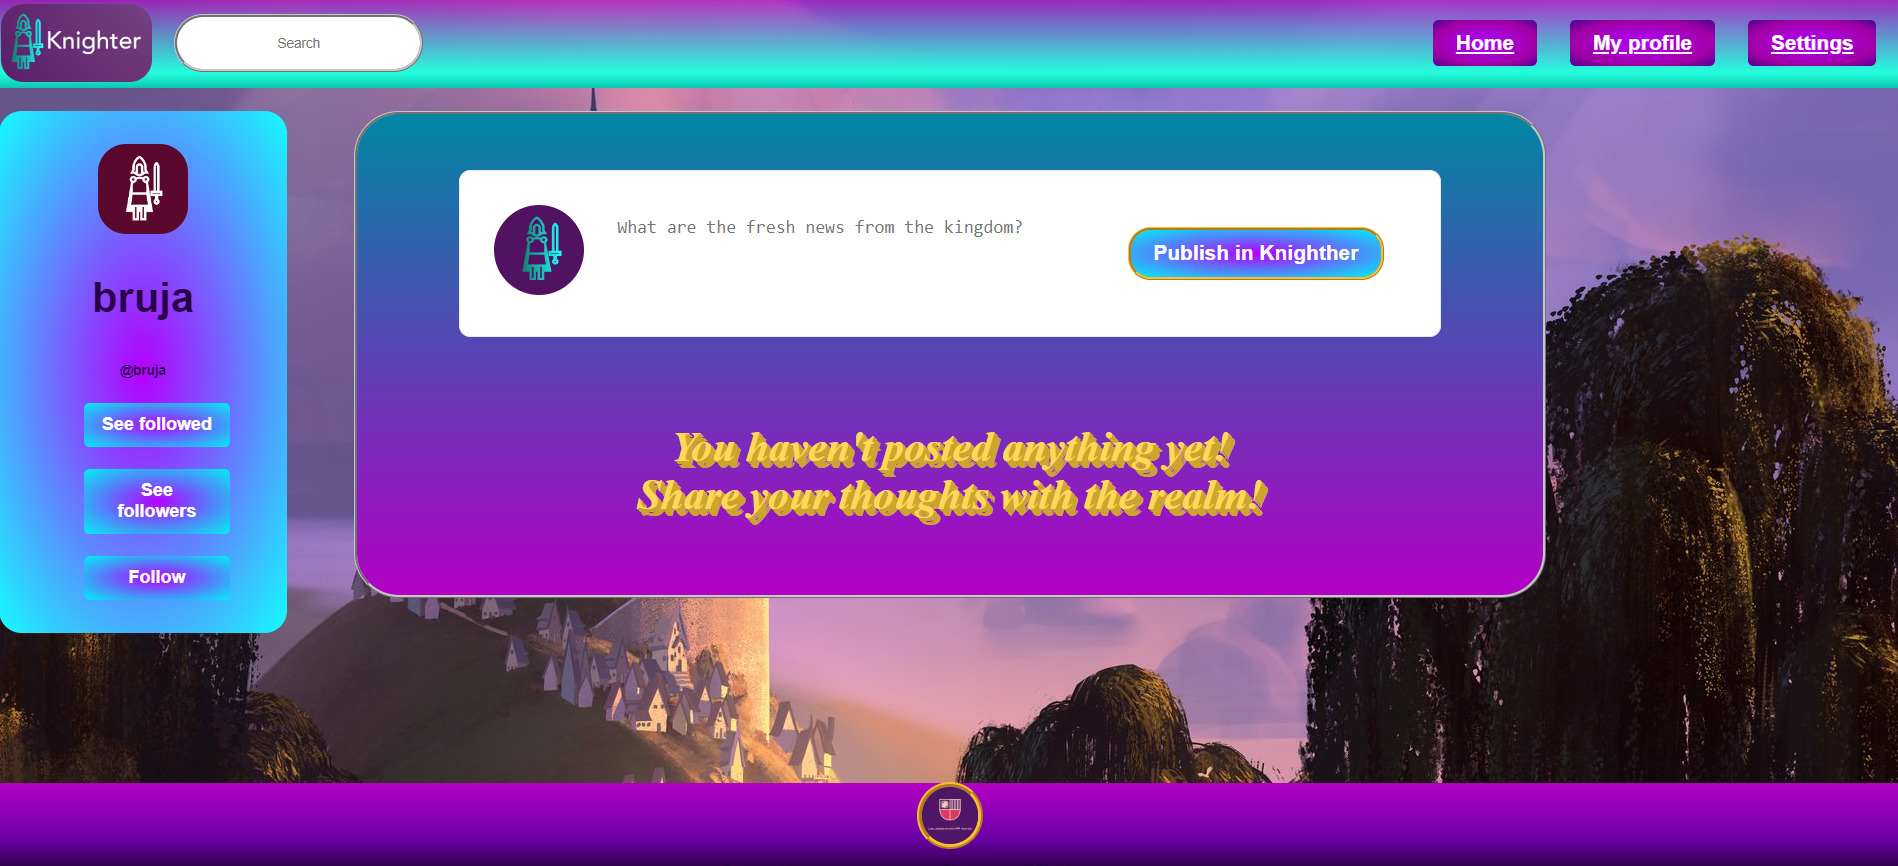 Knighter
Search
Home
My profile
Settings
bruja
@bruja
See followed
See
followers
Follow
What are the fresh news from the kingdom?
Publish in Knighther
You haven't posted anything yet!
Share your thoughts with the realm!